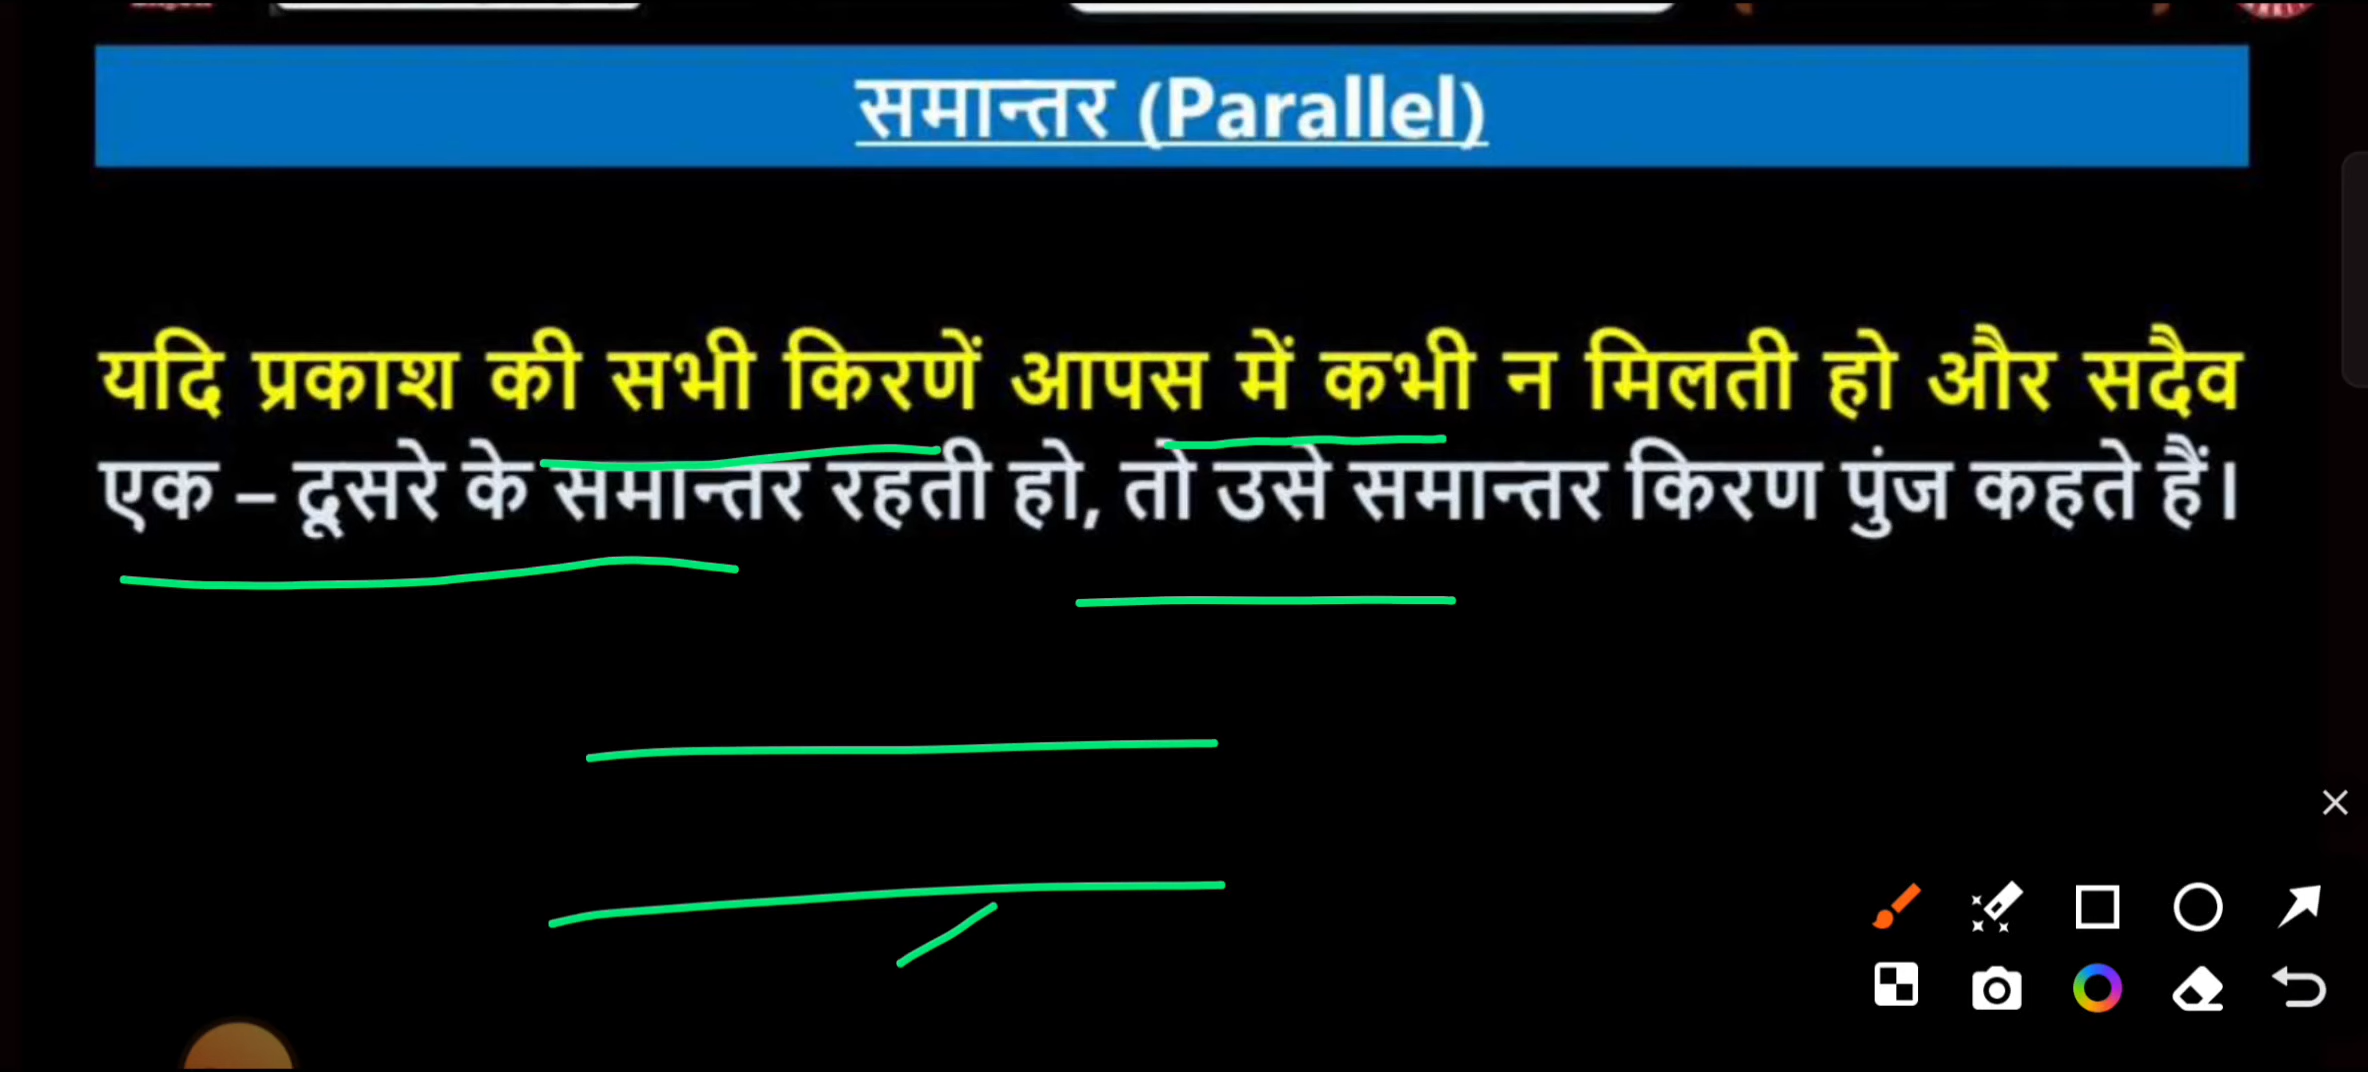 समान्तर (Parallel)
यदि प्रकाश की सभी किरणें आपस में कभी न मिलती हो और सदैव
एक – दूसरे के समान्तर रहती हो, तो उसे समान्तर किरण पुंज कहते हैं।